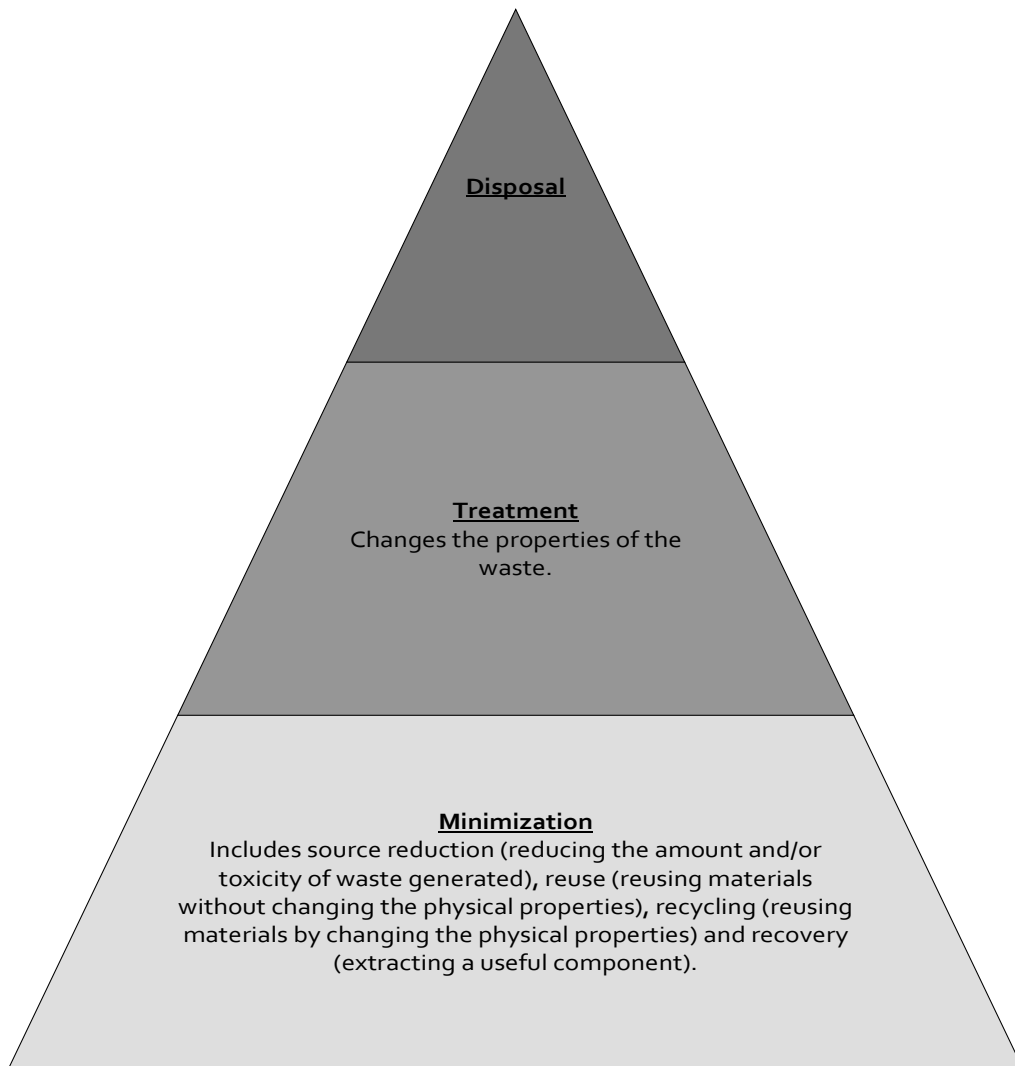 Disposal
Treatment
Changes the properties of the
waste.
Minimization
Includes source reduction (reducing the amount and/or
toxicity of waste generated), reuse (reusing materials
without changing the physical properties), recycling (reusing
materials by changing the physical properties) and recovery
(extracting a useful component).